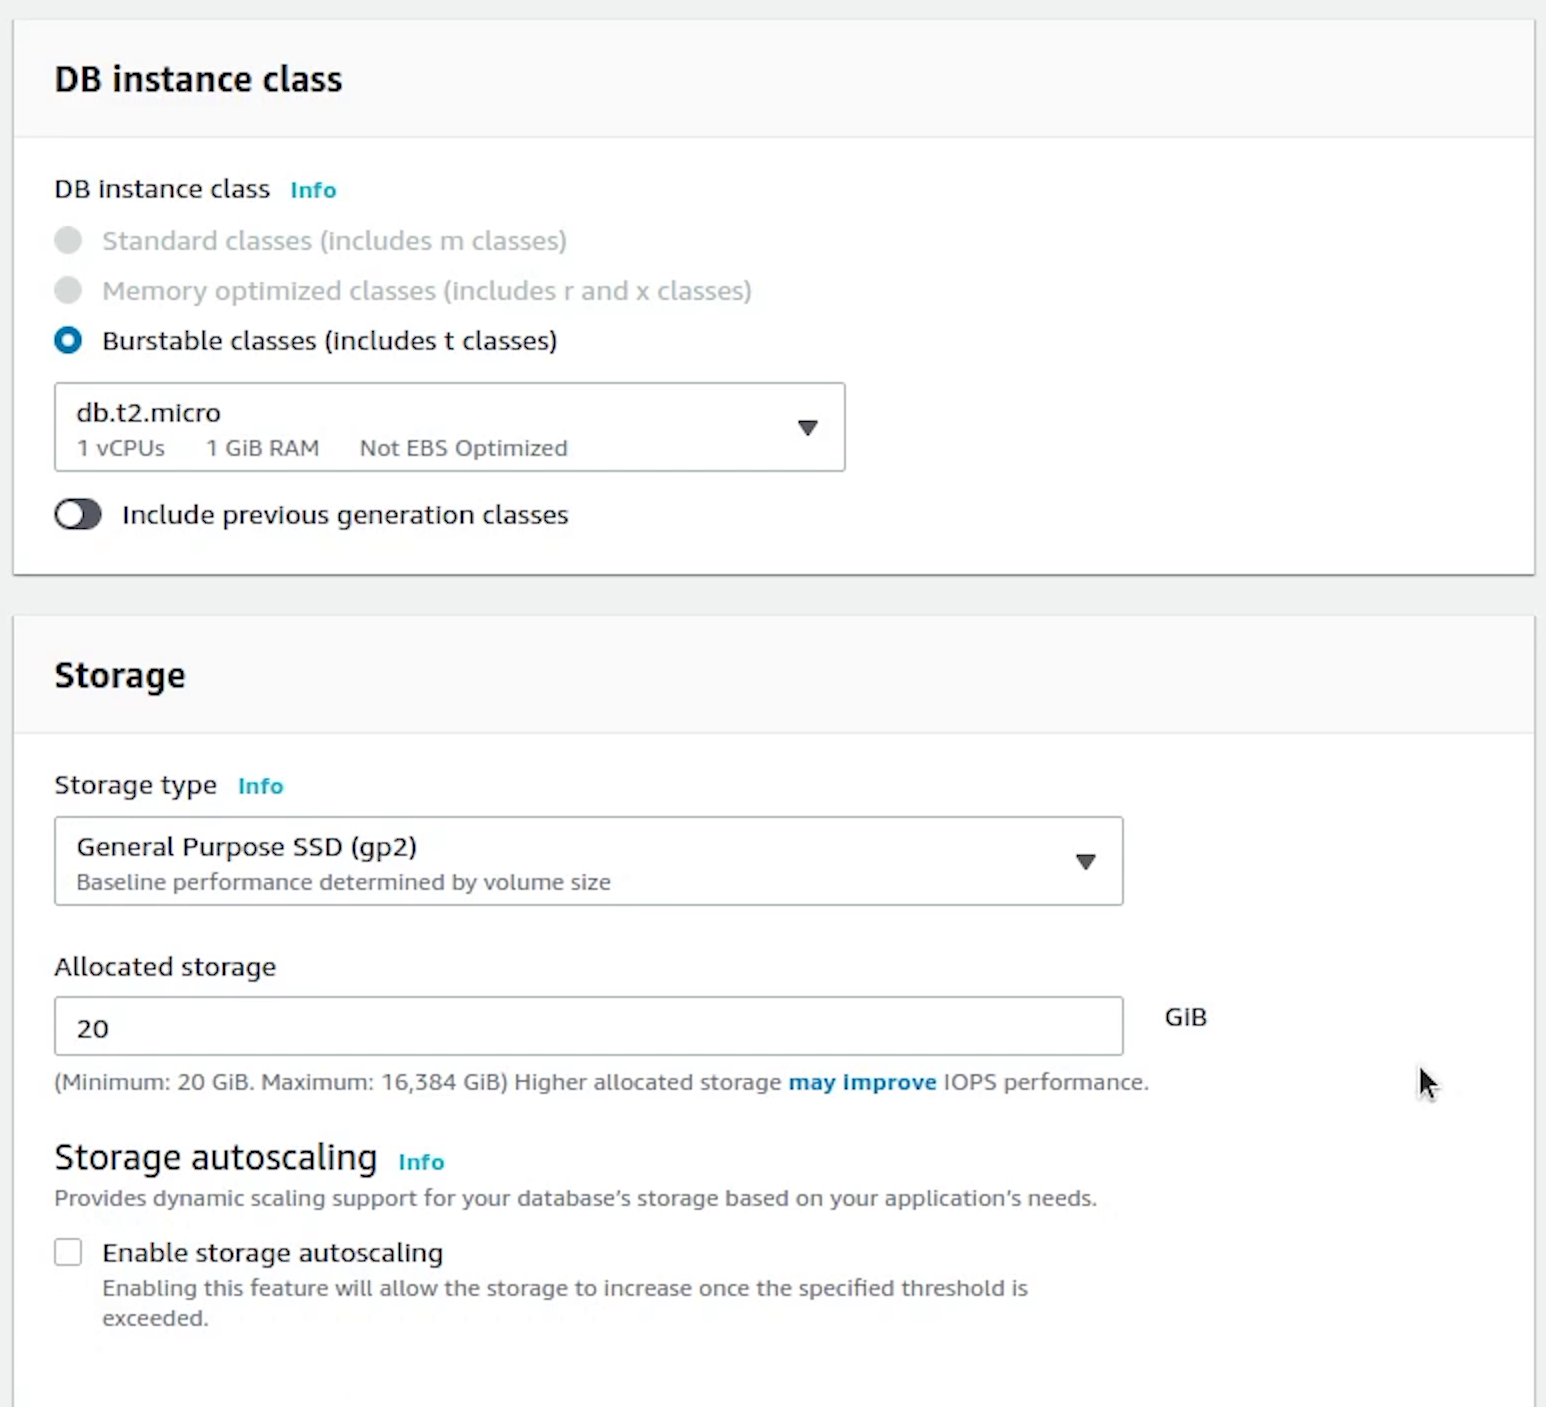 DB instance class
DB instance class Info
Standard classes (includes m classes)
Memory optimized classes (includes r and x classes)
Burstable classes (includes t classes)
db.t2.micro
1 vCPUs 1 GiB RAM Not EBS Optimized
Include previous generation classes
Storage
Storage type Info
General Purpose SSD (gp2)
Baseline performance determined by volume size
Allocated storage
20
GiB
(Minimum: 20 GiB. Maximum: 16,384 GiB) Higher allocated storage may improve IOPS performance.
Storage autoscaling Info
Provides dynamic scaling support for your database's storage based on your application's needs.
Enable storage autoscaling
Enabling this feature will allow the storage to increase once the specified threshold is
exceeded.